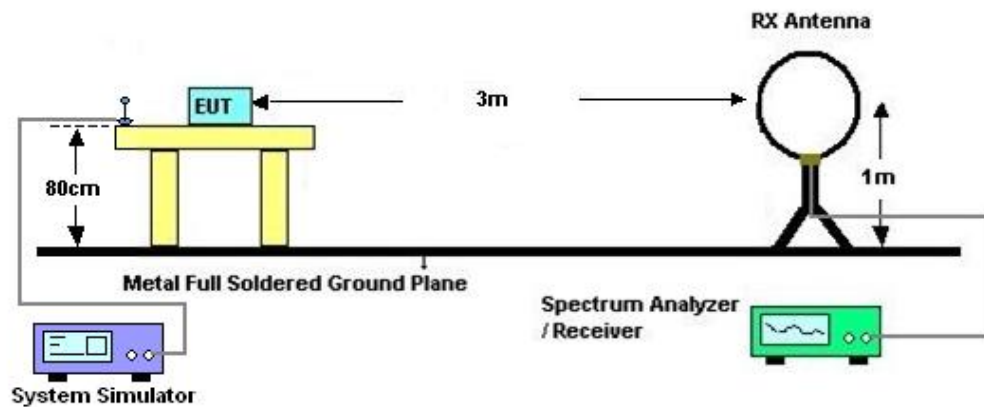 RX Antenna
EUT
3m
80cm
1m
Metal Full Soldered Ground Plane
Spectrum Analyzer
/ Receiver
System Simulator